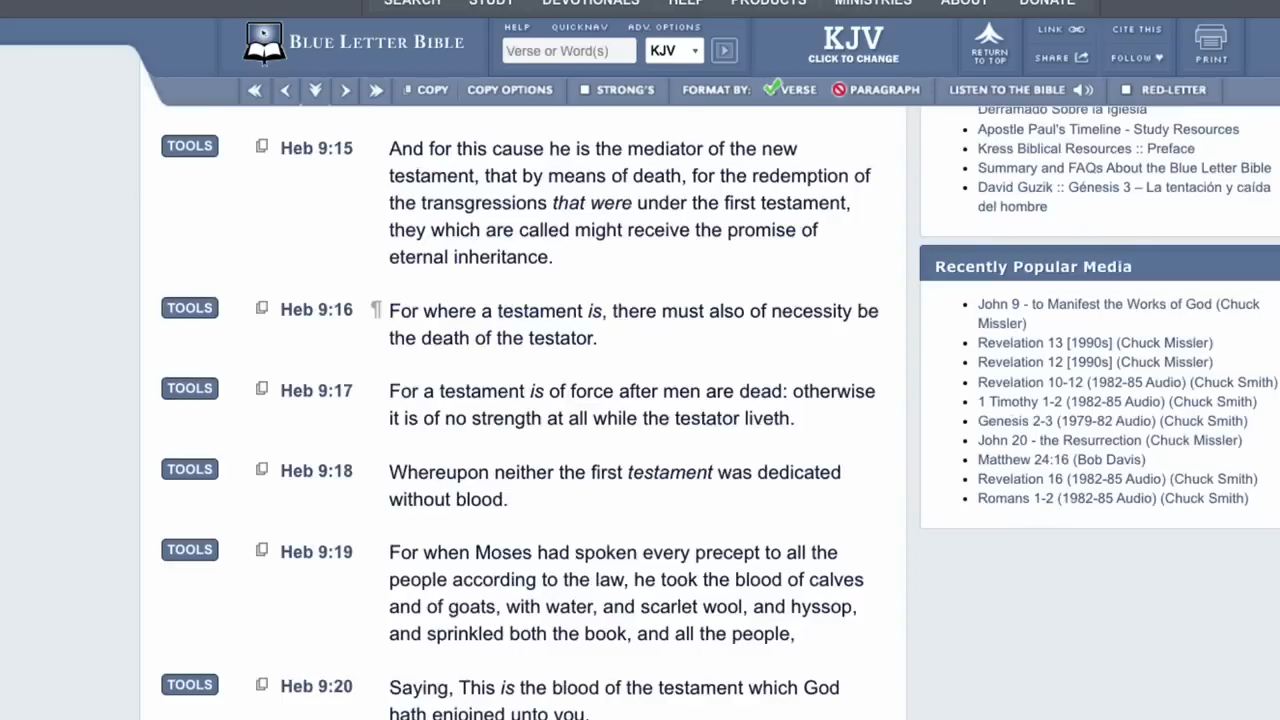 SEARCH STUDY DEVOTIONALS HELP PRODUCTS MINISTRIES ABOUT DONATE
BLUE LETTER BIBLE
HELP QUICKNAV ADV. OPTIONS
Verse or Word(s) KJV
KJV
CLICK TO CHANGE
RETURN
TO TOP
LINK CITE THIS
SHARE FOLLOW
PRINT
COPY COPY OPTIONS STRONG'S FORMAT BY: VERSE PARAGRAPH LISTEN TO THE BIBLE RED-LETTER
TOOLS Heb 9:15 And for this cause he is the mediator of the new
testament, that by means of death, for the redemption of
the transgressions that were under the first testament,
they which are called might receive the promise of
eternal inheritance.
TOOLS Heb 9:16 ¶ For where a testament is, there must also of necessity be
the death of the testator.
TOOLS Heb 9:17 For a testament is of force after men are dead: otherwise
it is of no strength at all while the testator liveth.
TOOLS Heb 9:18 Whereupon neither the first testament was dedicated
without blood.
TOOLS Heb 9:19 For when Moses had spoken every precept to all the
people according to the law, he took the blood of calves
and of goats, with water, and scarlet wool, and hyssop,
and sprinkled both the book, and all the people,
TOOLS Heb 9:20 Saying, This is the blood of the testament which God
hath enjoined unto you.
Derramado Sobre la Iglesia
Apostle Paul's Timeline - Study Resources
Kress Biblical Resources :: Preface
Summary and FAQs About the Blue Letter Bible
David Guzik :: Génesis 3 – La tentación y caída
del hombre
Recently Popular Media
John 9 - to Manifest the Works of God (Chuck
Missler)
Revelation 13 [1990s] (Chuck Missler)
Revelation 12 [1990s] (Chuck Missler)
Revelation 10-12 (1982-85 Audio) (Chuck Smith)
1 Timothy 1-2 (1982-85 Audio) (Chuck Smith)
Genesis 2-3 (1979-82 Audio) (Chuck Smith)
John 20 - the Resurrection (Chuck Missler)
Matthew 24:16 (Bob Davis)
Revelation 16 (1982-85 Audio) (Chuck Smith)
Romans 1-2 (1982-85 Audio) (Chuck Smith)